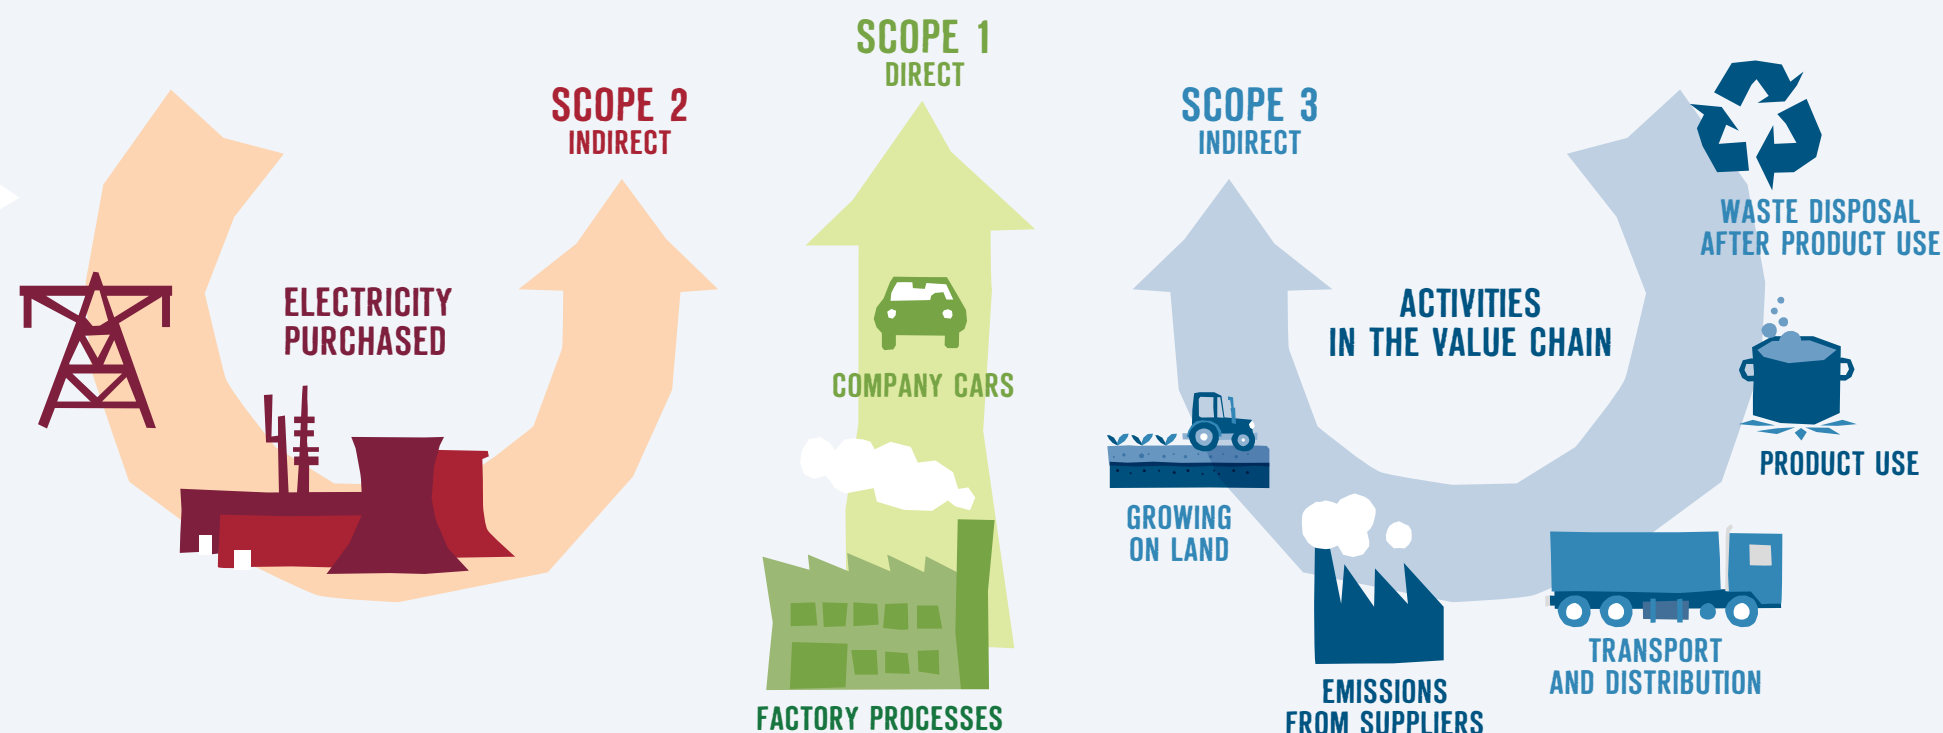 SCOPE 1
DIRECT
SCOPE 2
INDIRECT
SCOPE 3
INDIRECT
WASTE DISPOSAL
AFTER PRODUCT USE
ELECTRICITY
PURCHASED
ACTIVITIES
IN THE VALUE CHAIN
COMPANY CARS
PRODUCT USE
GROWING
ON LAND
TRANSPORT
AND DISTRIBUTION
EMISSIONS
FROM SUPPLIERS
FACTORY PROCESSES